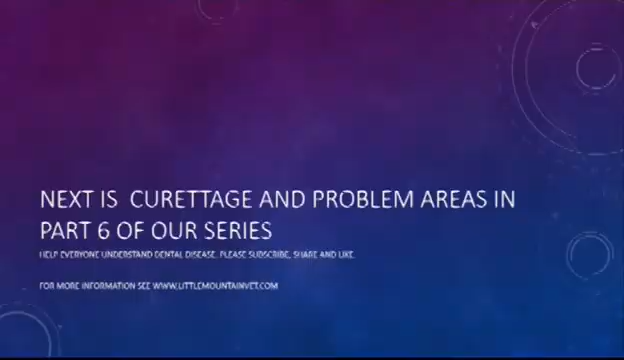 NEXT IS CURETTAGE AND PROBLEM AREAS IN
PART 6 OF OUR SERIES
HELP EVERYONE UNDERSTAND DENTAL DISEASE. PLEASE SUBSCRIBE, SHARE AND LIKE.
FOR MORE INFORMATION SEE WWW.LITTLEMOUNTAINVET.COM